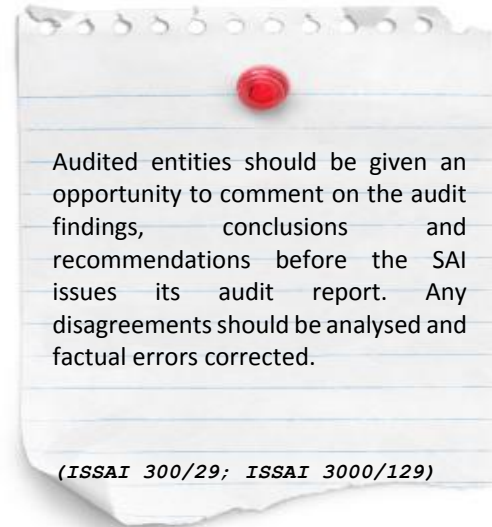 Audited entities should be given an
opportunity to comment on the audit
findings, conclusions and
recommendations before the SAI
issues its audit report. Any
disagreements should be analysed and
factual errors corrected.
(ISSAI 300/29; ISSAI 3000/129)